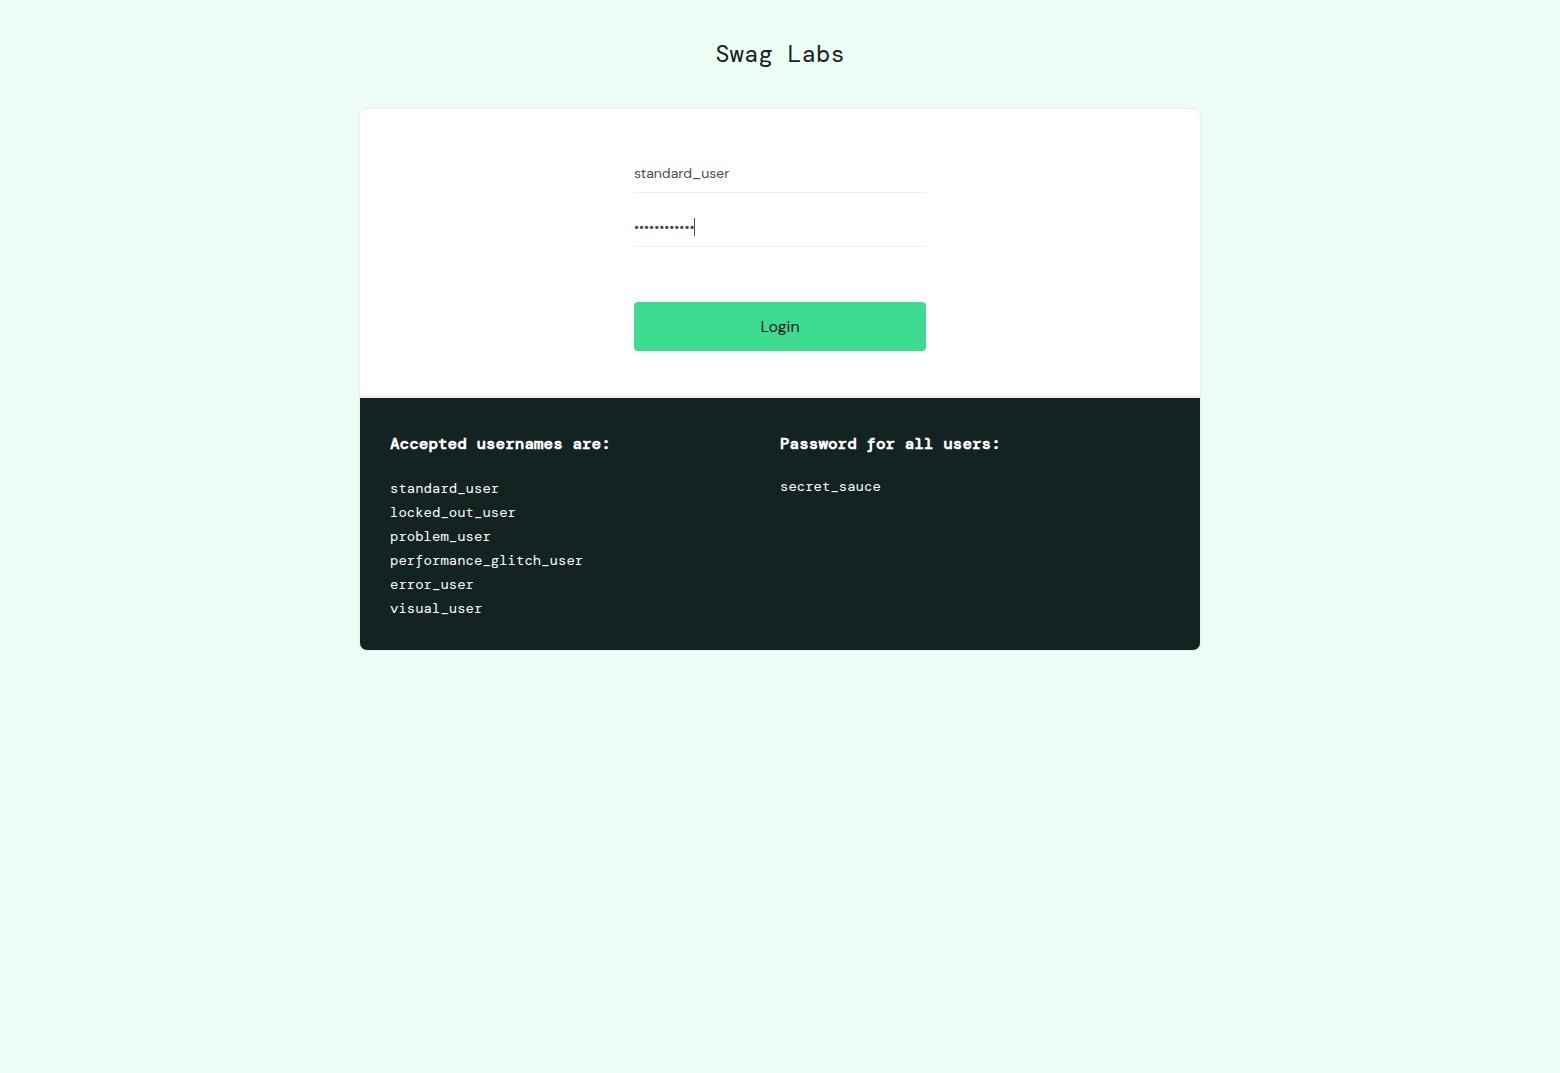 Swag Labs
standard_user
••••••••••••
Login
Accepted usernames are:
standard_user
locked_out_user
problem_user
performance_glitch_user
error_user
visual_user
Password for all users:
secret_sauce